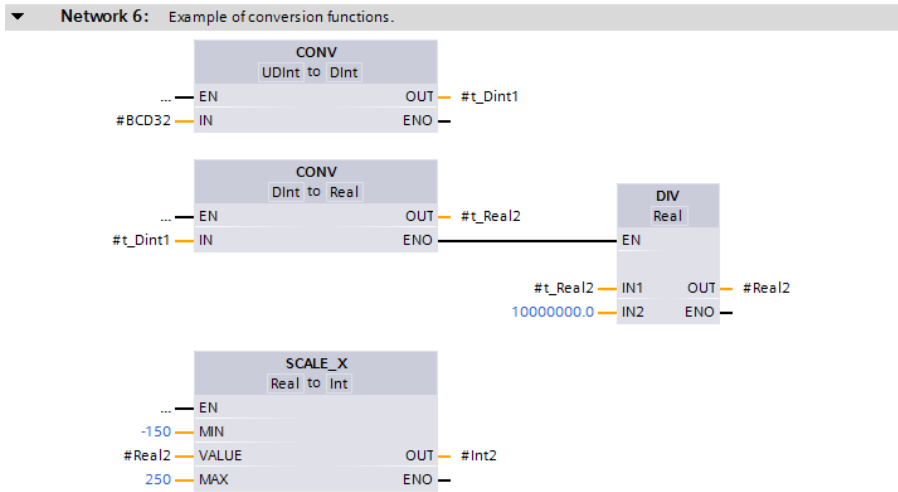 Network 6: Example of conversion functions.
CONV
UDInt to DInt
... EN OUT #t_Dint1
#BCD32 IN ENO
CONV
DInt to Real
... EN OUT #t_Real2
#t_Dint1 IN ENO
DIV
Real
EN
#t_Real2 IN1 OUT #Real2
10000000.0 IN2 ENO
SCALE_X
Real to Int
... EN
-150 MIN
#Real2 VALUE OUT #Int2
250 MAX ENO